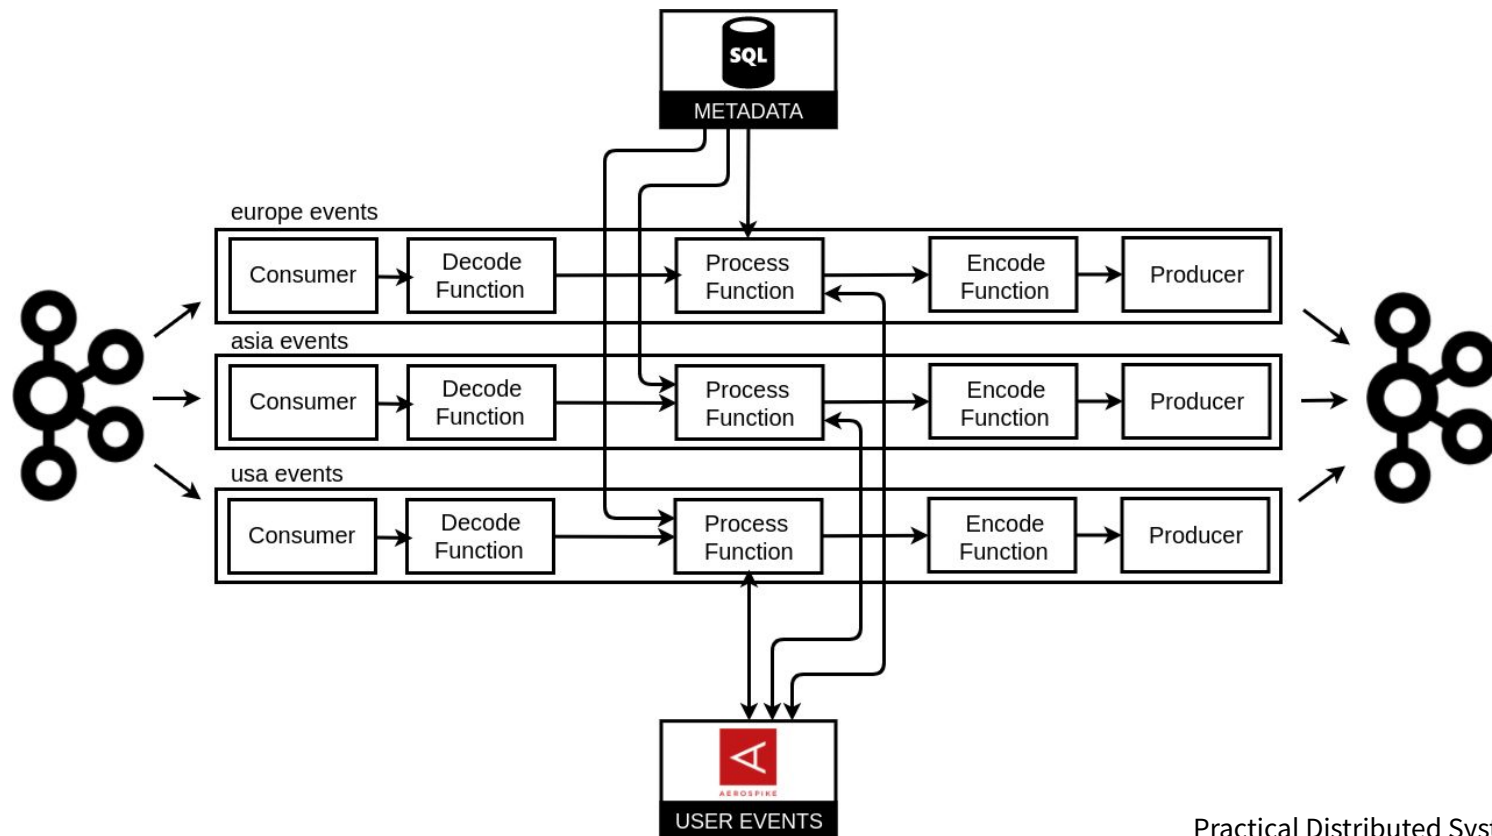 SQL
METADATA
europe events
Consumer
Decode
Function
Process
Function
Encode
Function
Producer
asia events
Consumer
Decode
Function
Process
Function
Encode
Function
Producer
usa events
Consumer
Decode
Function
Process
Function
Encode
Function
Producer
AEROSPIKE
USER EVENTS
Practical Distributed Syst